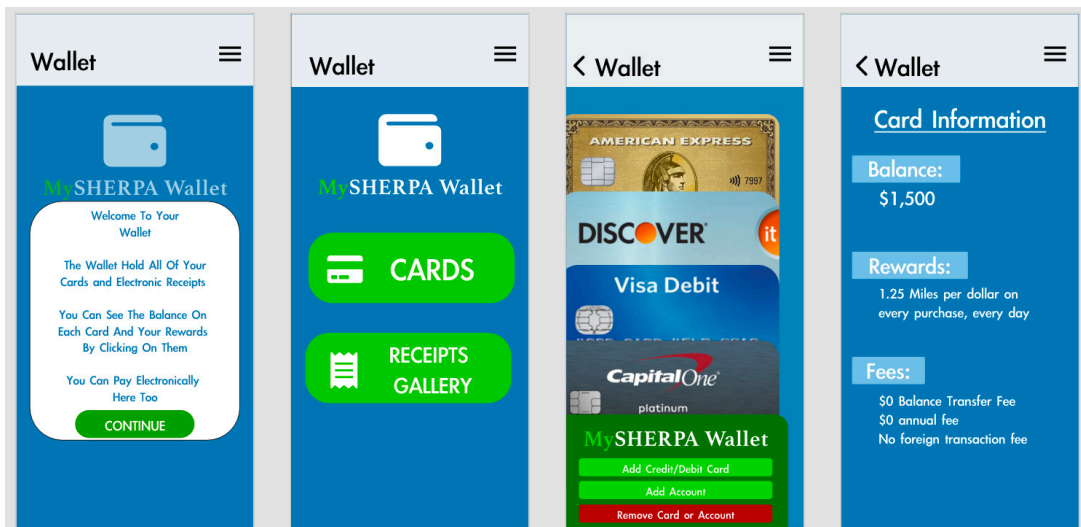 Wallet
MySHERPA Wallet
Welcome To Your
Wallet
The Wallet Hold All Of Your
Cards and Electronic Receipts
You Can See The Balance On
Each Card And Your Rewards
By Clicking On Them
You Can Pay Electronically
Here Too
CONTINUE
Wallet
MySHERPA Wallet
CARDS
RECEIPTS
GALLERY
Wallet
AMERICAN EXPRESS
7997
DISCOVER
it
Visa Debit
CapitalOne
platinum
MySHERPA Wallet
Add Credit/Debit Card
Add Account
Remove Card or Account
Wallet
Card Information
Balance:
$1,500
Rewards:
1.25 Miles per dollar on
every purchase, every day
Fees:
$0 Balance Transfer Fee
$0 annual fee
No foreign transaction fee